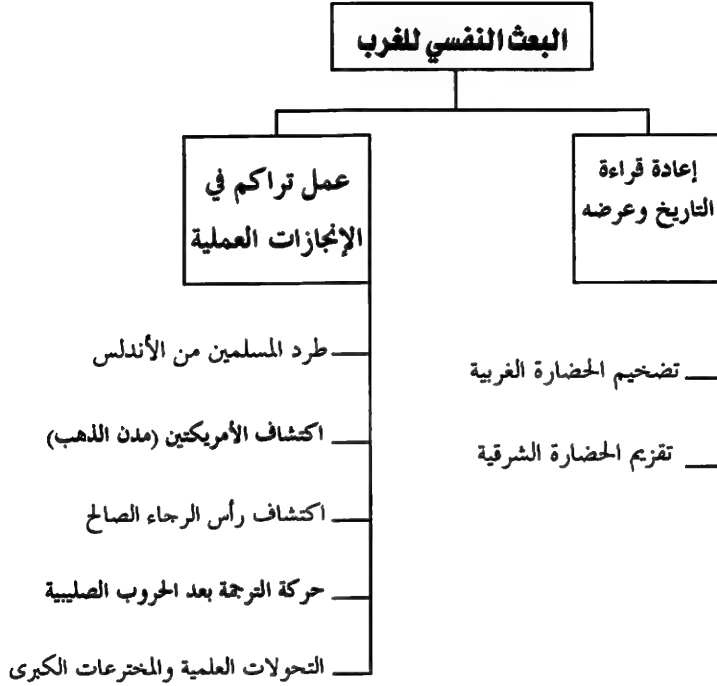 البعث النفسي للغرب
إعادة قراءة
التاريخ وعرضه
تضخيم الحضارة الغربية
تقزيم الحضارة الشرقية
عمل تراكم في
الإنجازات العملية
طرد المسلمين من الأندلس
اكتشاف الأمريكتين (مدن الذهب)
اكتشاف رأس الرجاء الصالح
حركة الترجمة بعد الحروب الصليبية
التحولات العلمية والمخترعات الكبرى